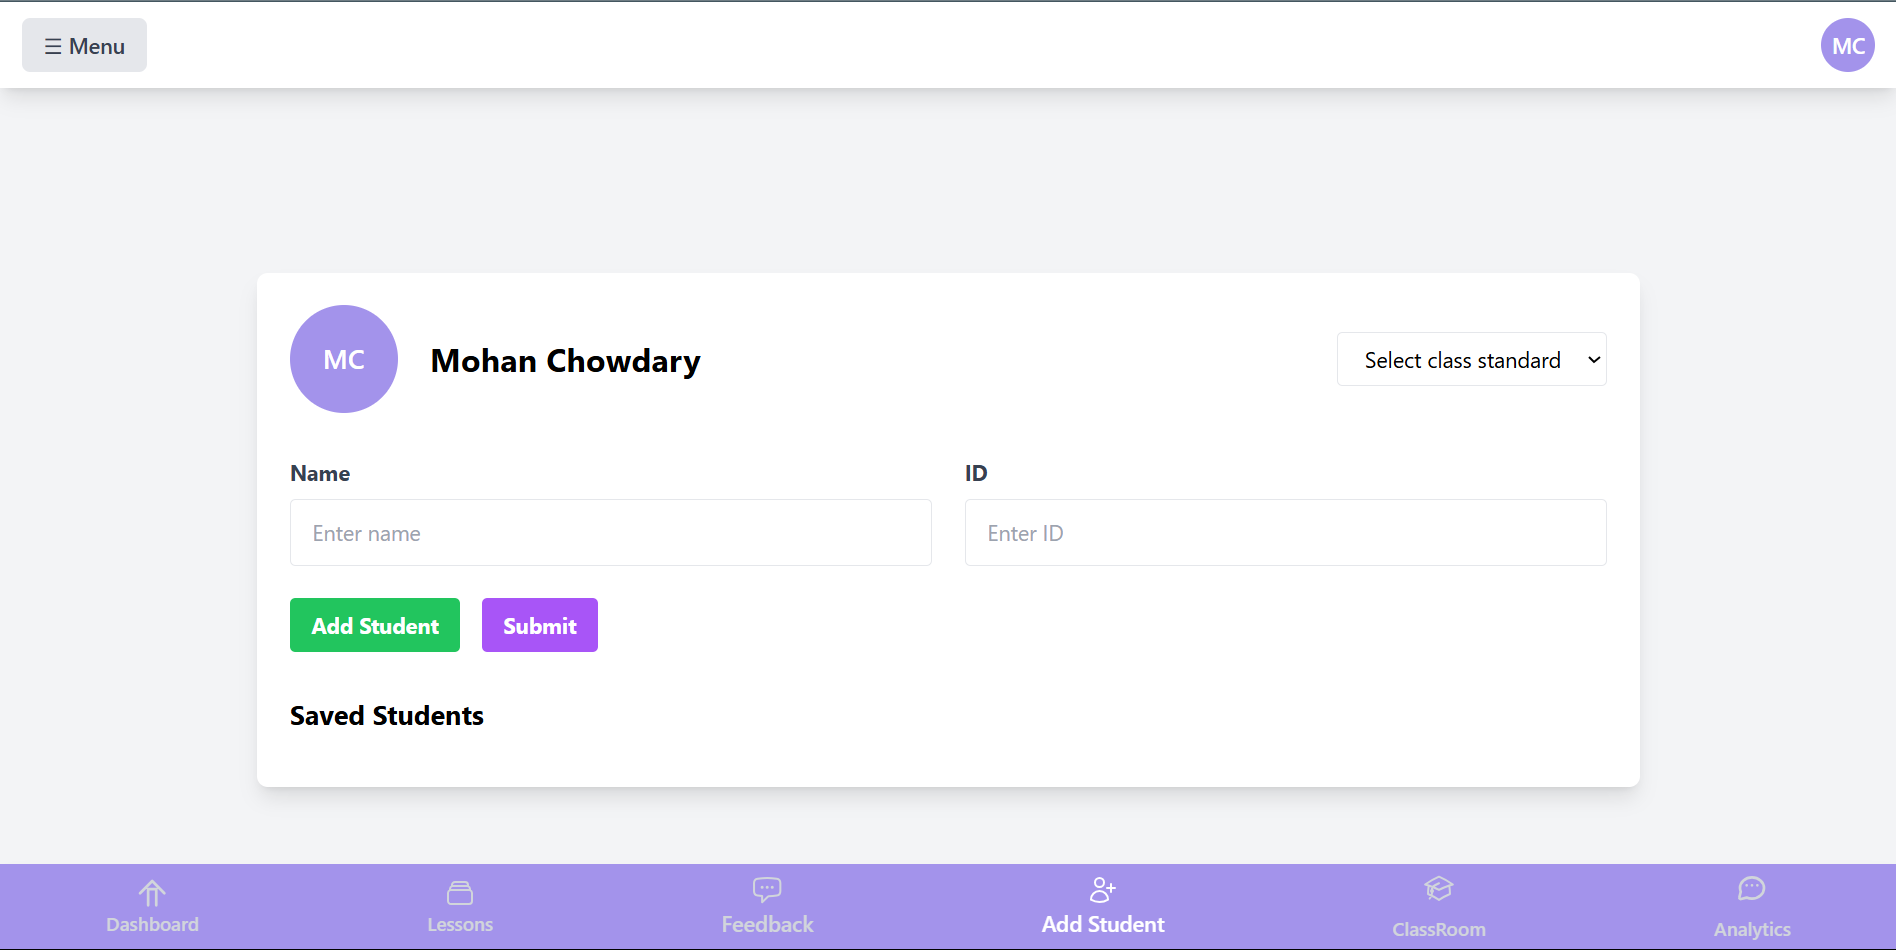 ☰ Menu
MC
MC
Mohan Chowdary
Select class standard
Name
ID
Enter name
Enter ID
Add Student
Submit
Saved Students
Dashboard
Lessons
Feedback
Add Student
ClassRoom
Analytics